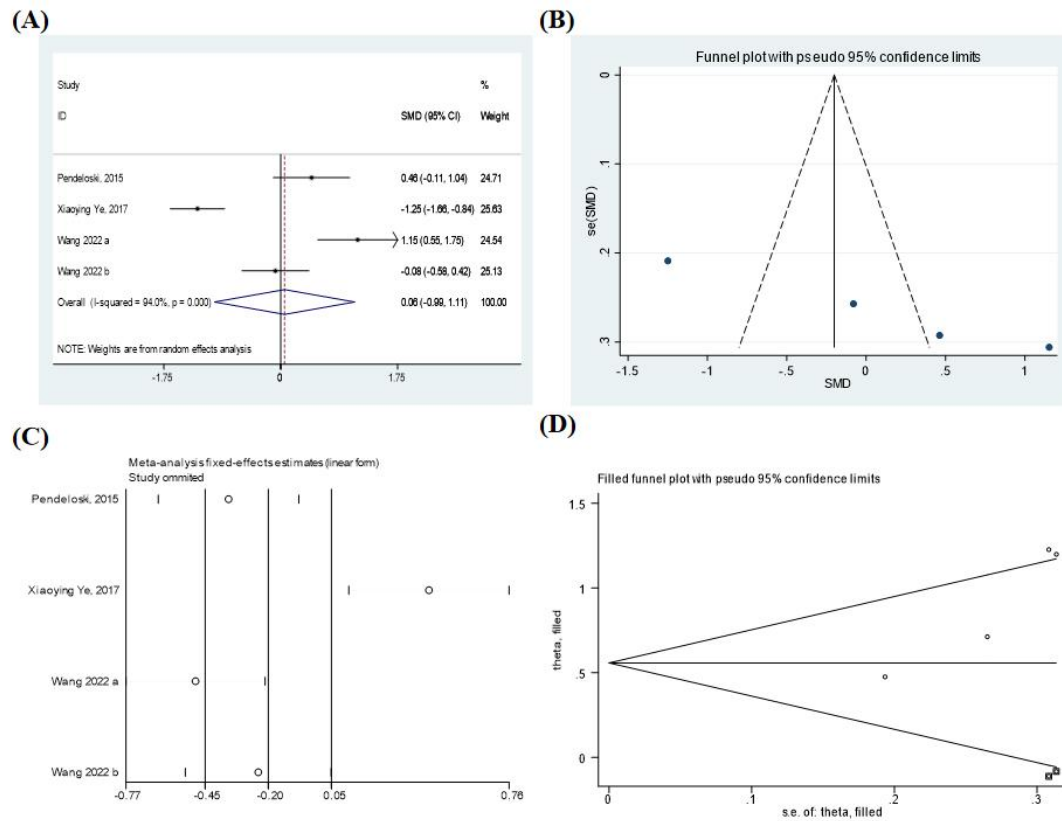 (A)
Study %
ID SMD (95% CI) Weight
Pendeloski, 2015 0.46 (-0.11, 1.04) 24.71
Xiaoying Ye, 2017 -1.25 (-1.66, -0.84) 25.63
Wang 2022 a 1.15 (0.55, 1.75) 24.54
Wang 2022 b -0.08 (-0.58, 0.42) 25.13
Overall (I-squared = 94.0%, p = 0.000) 0.06 (-0.99, 1.11) 100.00
NOTE: Weights are from random effects analysis
-1.75 0 1.75
(B)
Funnel plot with pseudo 95% confidence limits
se(SMD)
0
.1
.2
.3
-1.5 -1 -.5 0 .5 1
SMD
(C)
Meta-analysis fixed-effects estimates (linear form)
Study ommited
Pendeloski, 2015
Xiaoying Ye, 2017
Wang 2022 a
Wang 2022 b
-0.77 -0.45 -0.20 0.05 0.76
(D)
Filled funnel plot with pseudo 95% confidence limits
theta, filled
1.5
1
.5
0
0 .1 .2 .3
s.e. of: theta, filled